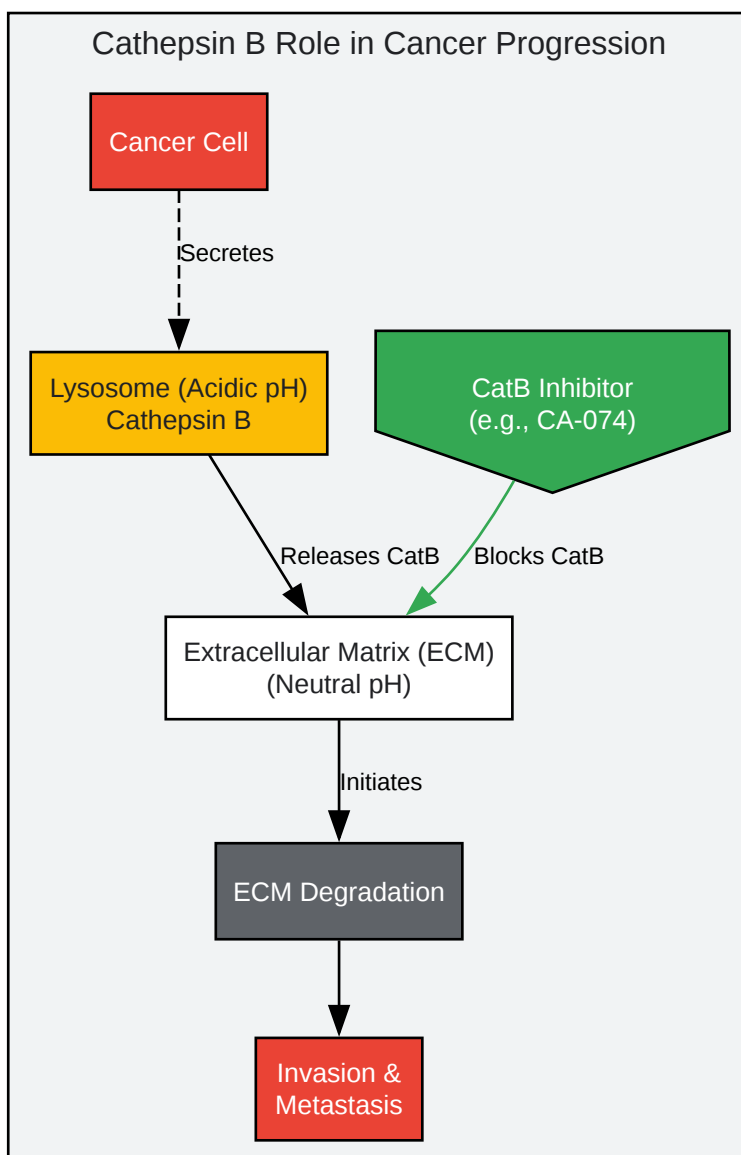 Cathepsin B Role in Cancer Progression
Cancer Cell
Secretes
Lysosome (Acidic pH)
Cathepsin B
CatB Inhibitor
(e.g., CA-074)
Releases CatB
Blocks CatB
Extracellular Matrix (ECM)
(Neutral pH)
Initiates
ECM Degradation
Invasion &
Metastasis